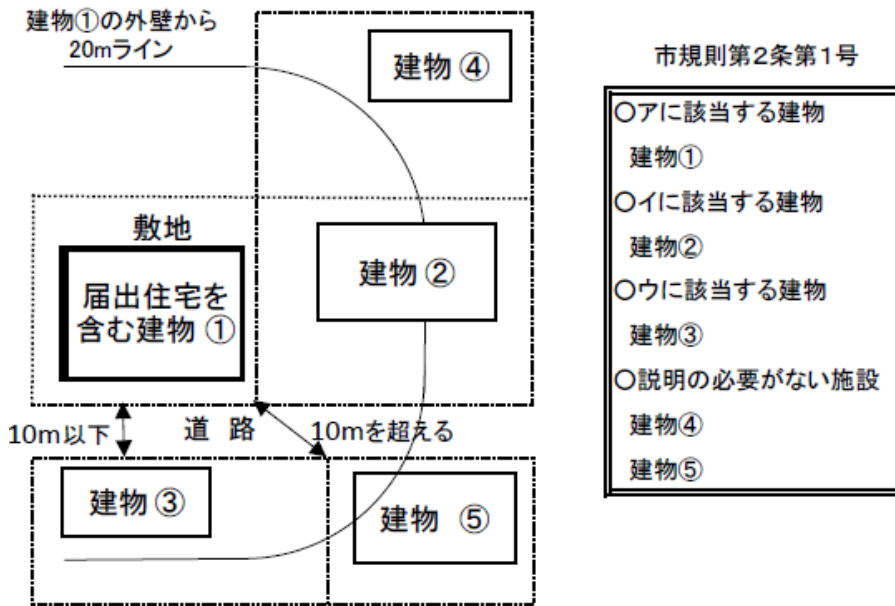 建物①の外壁から
20mライン
建物 ④
敷地
届出住宅を
含む建物 ①
建物 ②
10m以下
道 路
10mを超える
建物 ③
建物 ⑤
市規則第2条第1号
○アに該当する建物
建物①
○イに該当する建物
建物②
○ウに該当する建物
建物③
○説明の必要がない施設
建物④
建物⑤